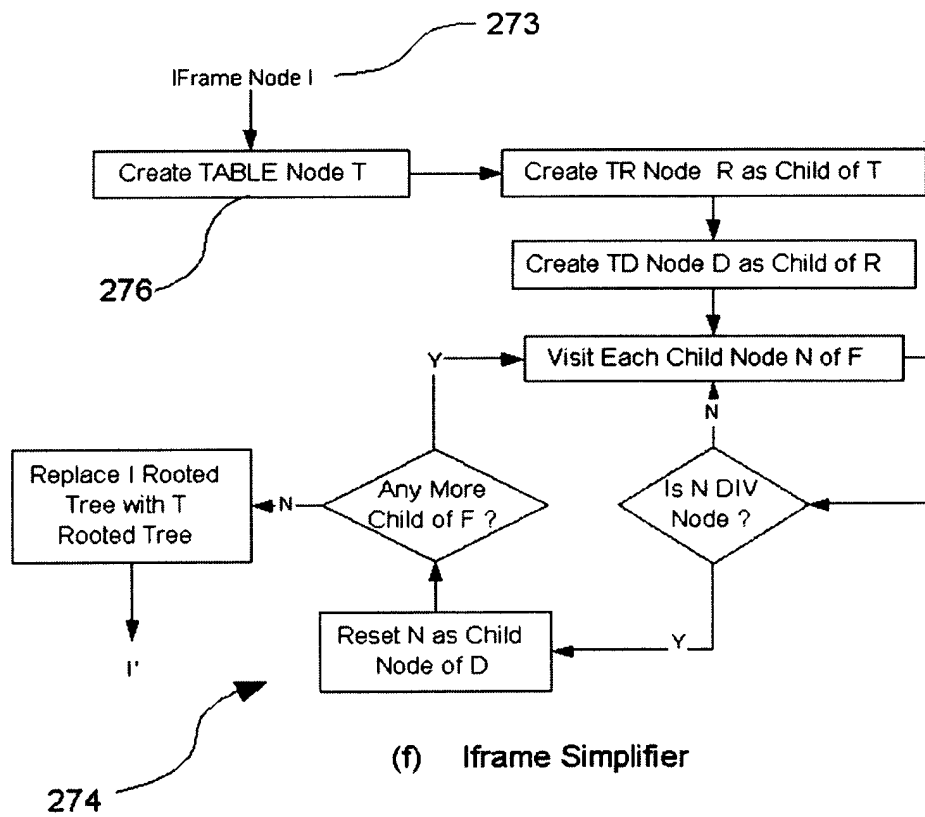 273
IFrame Node I
Create TABLE Node T
Create TR Node R as Child of T
276
Create TD Node D as Child of R
Visit Each Child Node N of F
Y
N
Replace I Rooted
Tree with T
Rooted Tree
N
Any More
Child of F ?
Is N DIV
Node ?
Reset N as Child
Node of D
Y
I'
(f) Iframe Simplifier
274